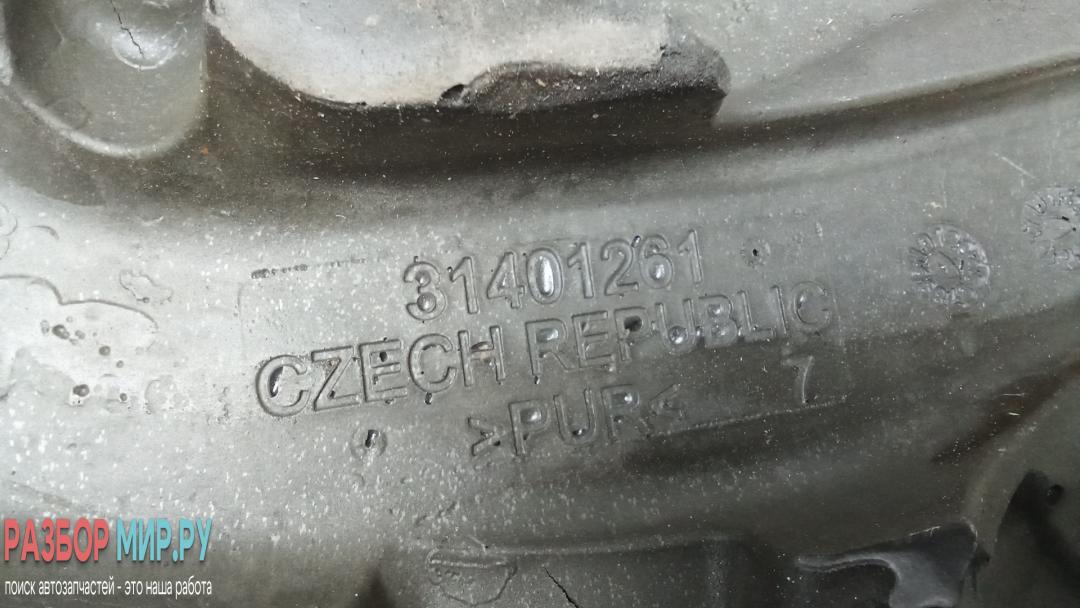 31401261
CZECH REPUBLIC
>PUR< 7
РАЗБОР МИР.РУ
поиск автозапчастей - это наша работа